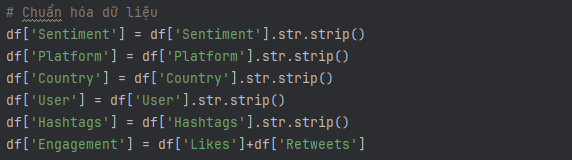 # Chuẩn hóa dữ liệu
df['Sentiment'] = df['Sentiment'].str.strip()
df['Platform'] = df['Platform'].str.strip()
df['Country'] = df['Country'].str.strip()
df['User'] = df['User'].str.strip()
df['Hashtags'] = df['Hashtags'].str.strip()
df['Engagement'] = df['Likes']+df['Retweets']